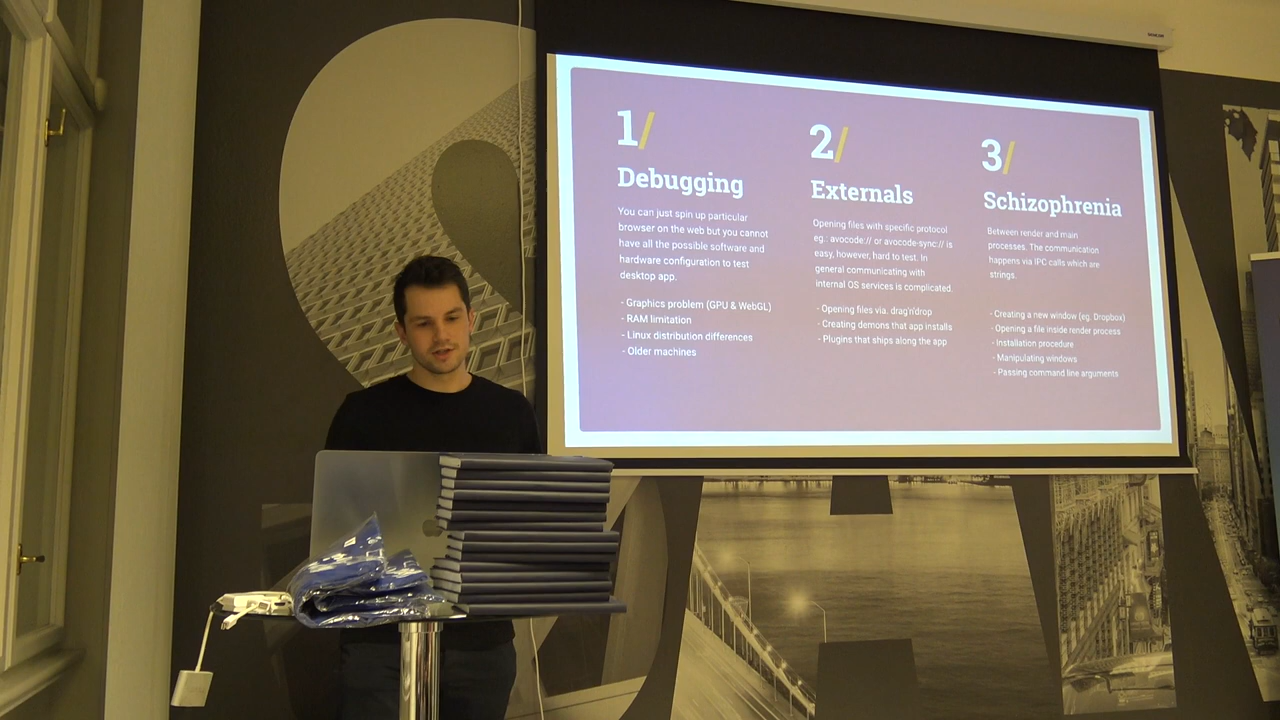 1/
Debugging
You can just spin up particular
browser on the web but you cannot
have all the possible software and
hardware configuration to test
desktop app.
- Graphics problem (GPU & WebGL)
- RAM limitation
- Linux distribution differences
- Older machines
2/
Externals
Opening files with specific protocol
eg.: avocode:// or avocode-sync:// is
easy, however, hard to test. In
general communicating with
internal OS services is complicated.
- Opening files via. drag'n'drop
- Creating demons that app installs
- Plugins that ships along the app
3/
Schizophrenia
Between render and main
processes. The communication
happens via IPC calls which are
strings.
- Creating a new window (eg. Dropbox)
- Opening a file inside render process
- Installation procedure
- Manipulating windows
- Passing command line arguments